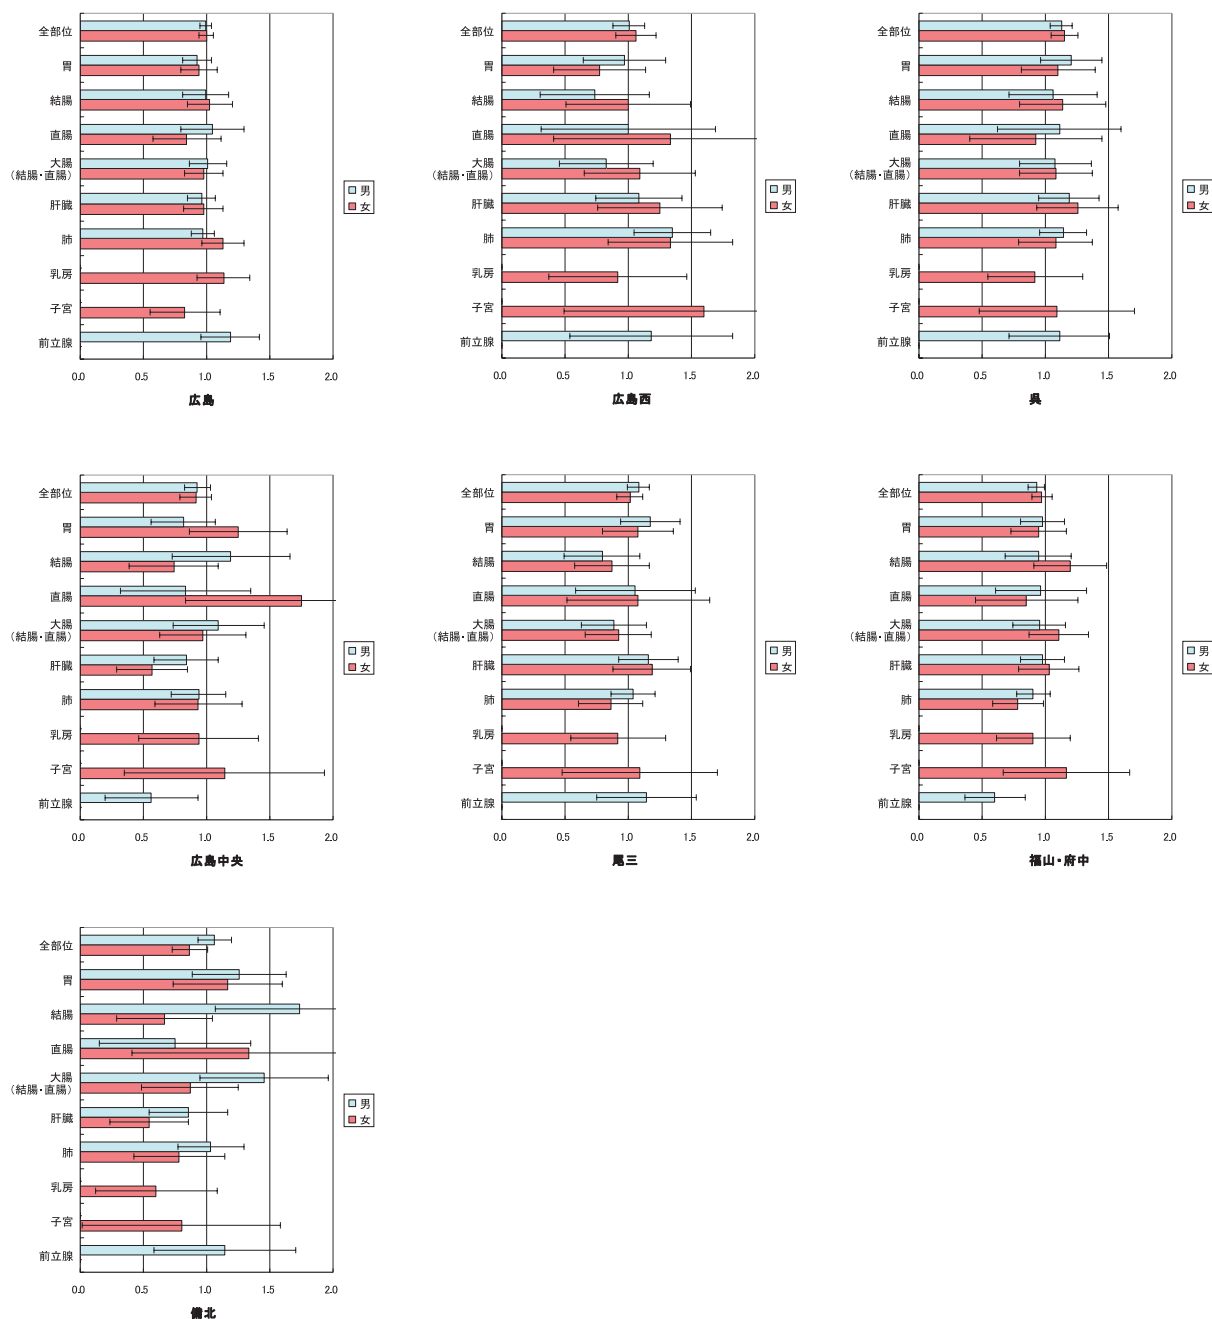 全部位
胃
結腸
直腸
大腸
(結腸・直腸)
肝臓
肺
乳房
子宮
前立腺
0.0 0.5 1.0 1.5 2.0
広島
男
女
全部位
胃
結腸
直腸
大腸
(結腸・直腸)
肝臓
肺
乳房
子宮
前立腺
0.0 0.5 1.0 1.5 2.0
広島西
男
女
全部位
胃
結腸
直腸
大腸
(結腸・直腸)
肝臓
肺
乳房
子宮
前立腺
0.0 0.5 1.0 1.5 2.0
呉
男
女
全部位
胃
結腸
直腸
大腸
(結腸・直腸)
肝臓
肺
乳房
子宮
前立腺
0.0 0.5 1.0 1.5 2.0
広島中央
男
女
全部位
胃
結腸
直腸
大腸
(結腸・直腸)
肝臓
肺
乳房
子宮
前立腺
0.0 0.5 1.0 1.5 2.0
尾三
男
女
全部位
胃
結腸
直腸
大腸
(結腸・直腸)
肝臓
肺
乳房
子宮
前立腺
0.0 0.5 1.0 1.5 2.0
福山・府中
男
女
全部位
胃
結腸
直腸
大腸
(結腸・直腸)
肝臓
肺
乳房
子宮
前立腺
0.0 0.5 1.0 1.5 2.0
備北
男
女